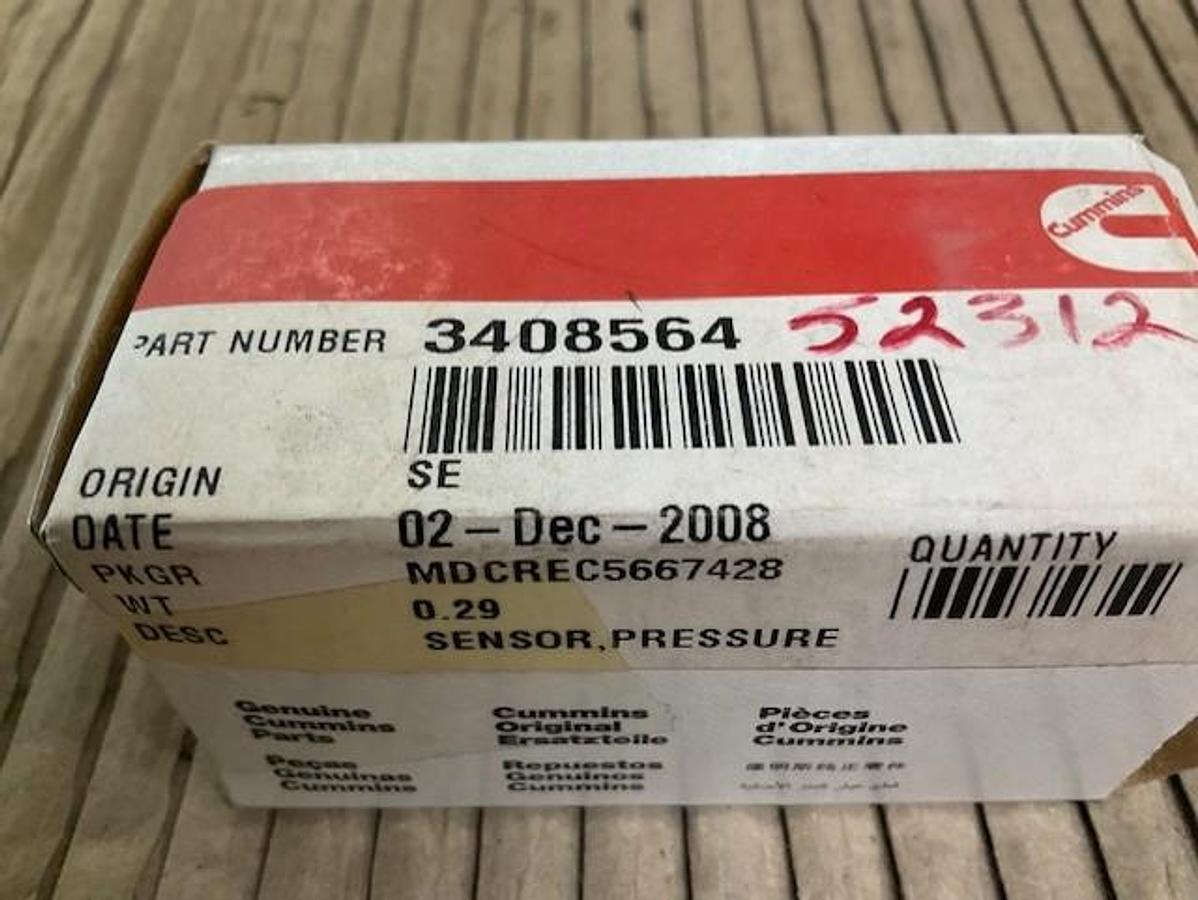 Cummins
PART NUMBER 3408564 52312
ORIGIN SE
DATE 02-Dec-2008
PKGR MDCREC5667428
QUANTITY
WT 0.29
DESC SENSOR,PRESSURE
Genuine
Cummins
Parts
Cummins
Original
Ersatzteile
Pièces
d'Origine
Cummins
Peças
Genuinas
Cummins
Repuestos
Genuinos
Cummins